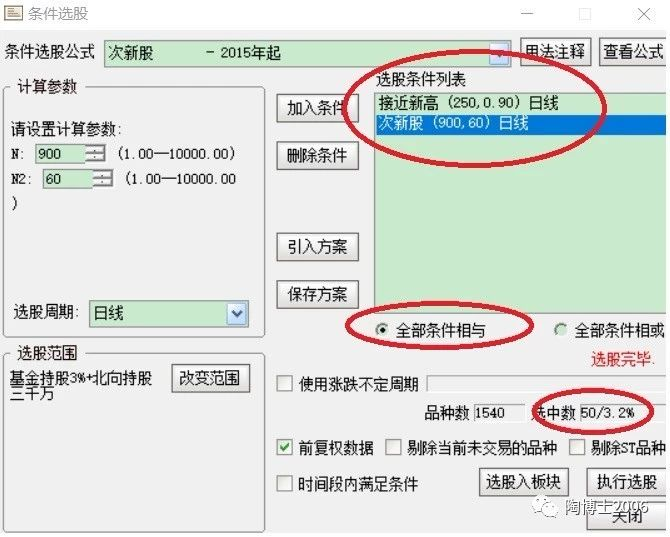 条件选股
条件选股公式 次新股 - 2015年起 用法注释 查看公式
计算参数
请设置计算参数:
N: 900 (1.00—10000.00)
N2: 60 (1.00—10000.00
)
选股周期: 日线
加入条件
删除条件
引入方案
保存方案
选股条件列表
接近新高 (250,0.90) 日线
次新股 (900,60) 日线
全部条件相与 全部条件相或
选股完毕.
选股范围
基金持股3%+北向持股
三千万
改变范围
使用涨跌不定周期
品种数 1540 选中数 50/3.2%
前复权数据 剔除当前未交易的品种 剔除ST品种
时间段内满足条件 选股入板块 执行选股
关闭
陶博士2006